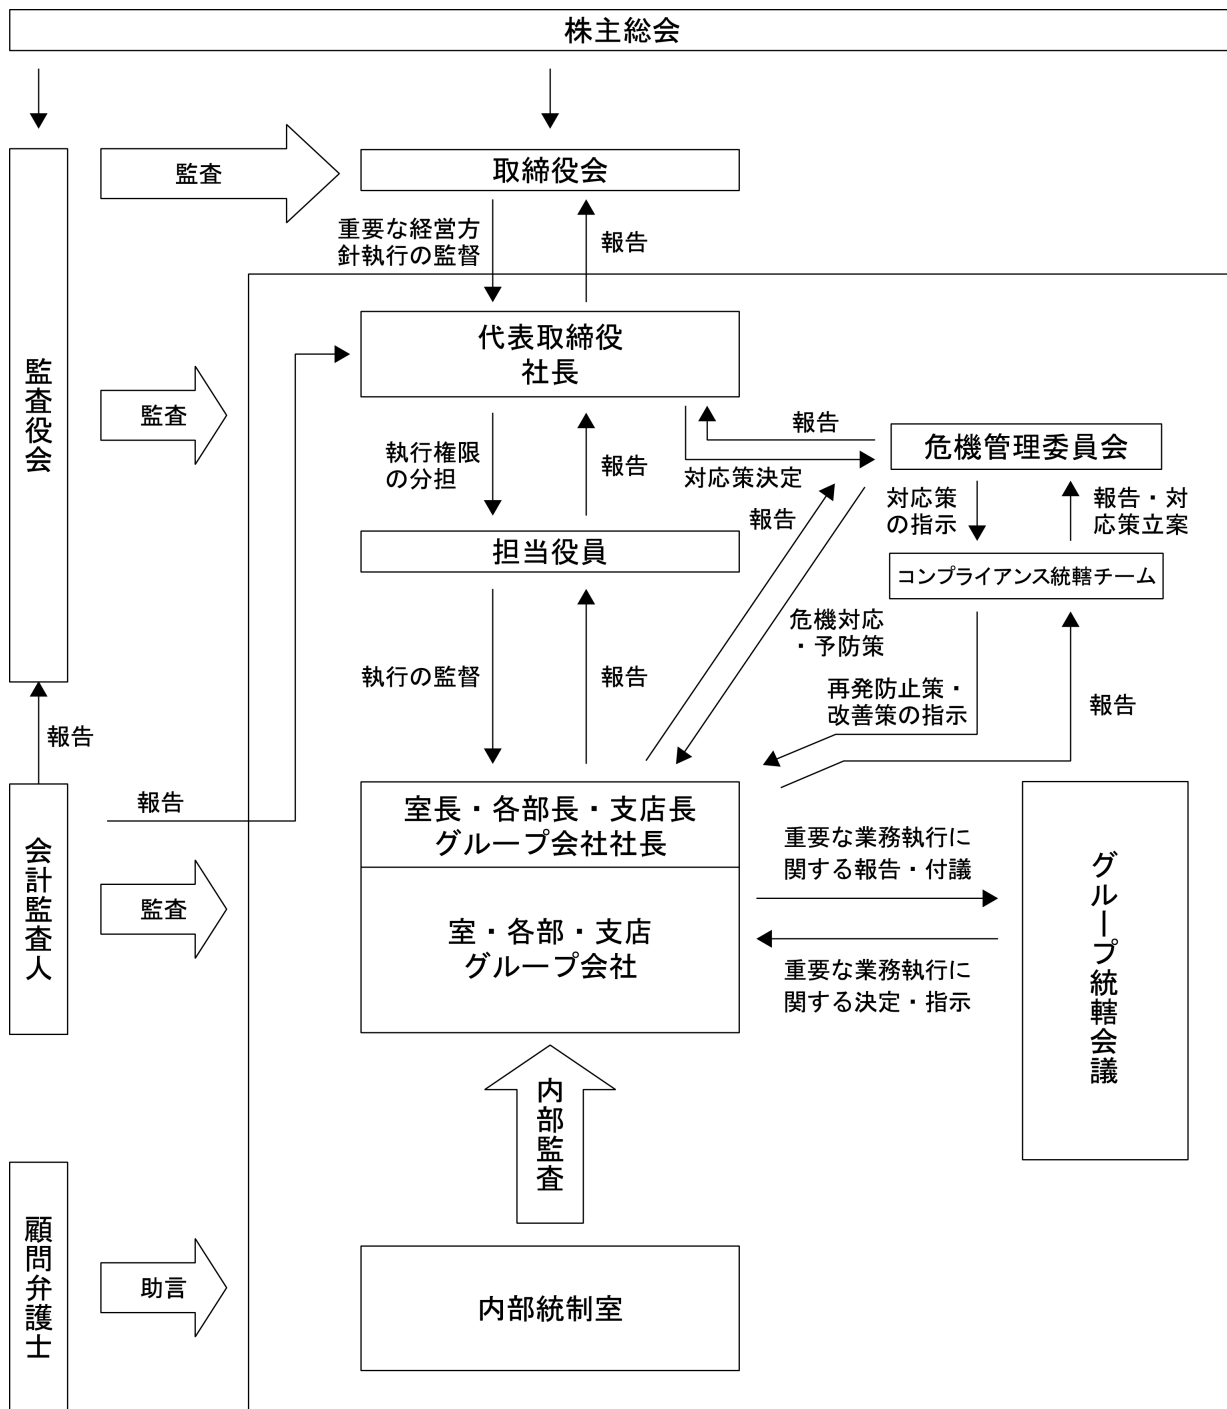 株主総会
監査
取締役会
重要な経営方
針執行の監督
報告
代表取締役
社長
監査役会
監査
執行権限
の分担
報告
報告
対応策決定
危機管理委員会
対応策
の指示
報告・対
応策立案
報告
担当役員
コンプライアンス統轄チーム
危機対応
・予防策
執行の監督
報告
再発防止策・
改善策の指示
報告
報告
報告
会計監査人
監査
室長・各部長・支店長
グループ会社社長
室・各部・支店
グループ会社
重要な業務執行に
関する報告・付議
重要な業務執行に
関する決定・指示
グループ統轄会議
内部監査
顧問弁護士
助言
内部統制室